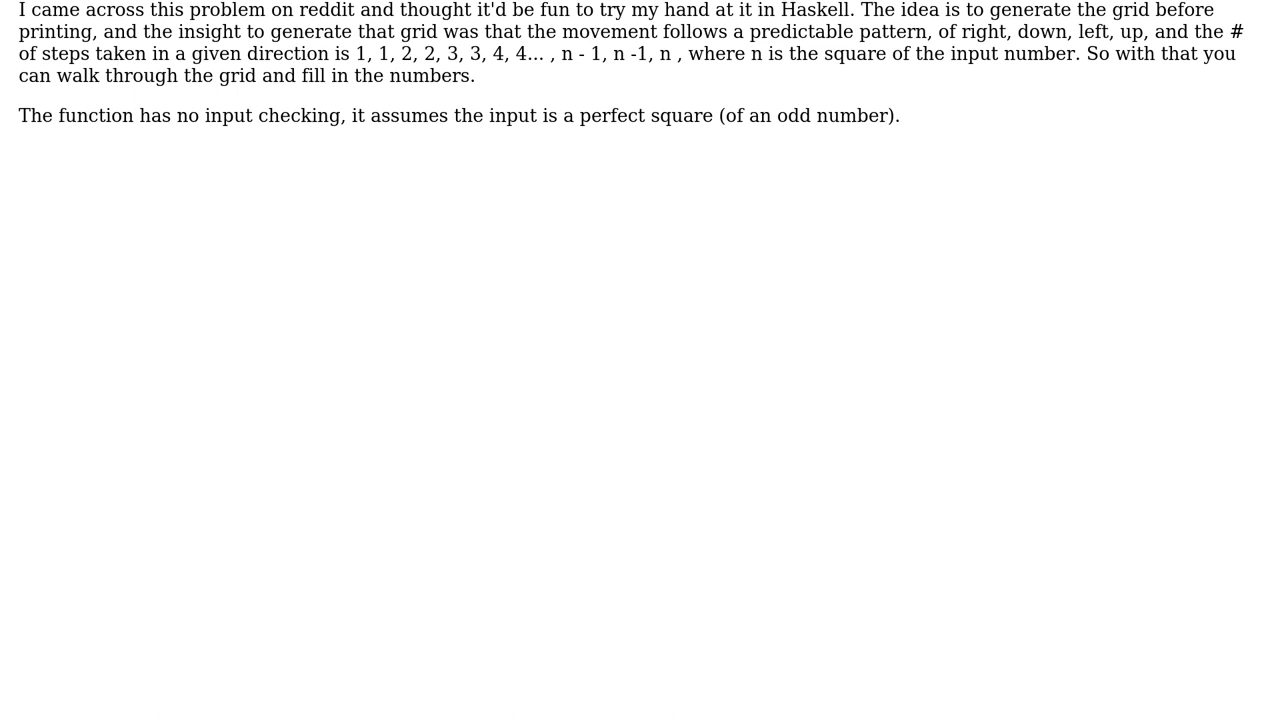 I came across this problem on reddit and thought it'd be fun to try my hand at it in Haskell. The idea is to generate the grid before
printing, and the insight to generate that grid was that the movement follows a predictable pattern, of right, down, left, up, and the #
of steps taken in a given direction is 1, 1, 2, 2, 3, 3, 4, 4... , n - 1, n -1, n , where n is the square of the input number. So with that you
can walk through the grid and fill in the numbers.
The function has no input checking, it assumes the input is a perfect square (of an odd number).